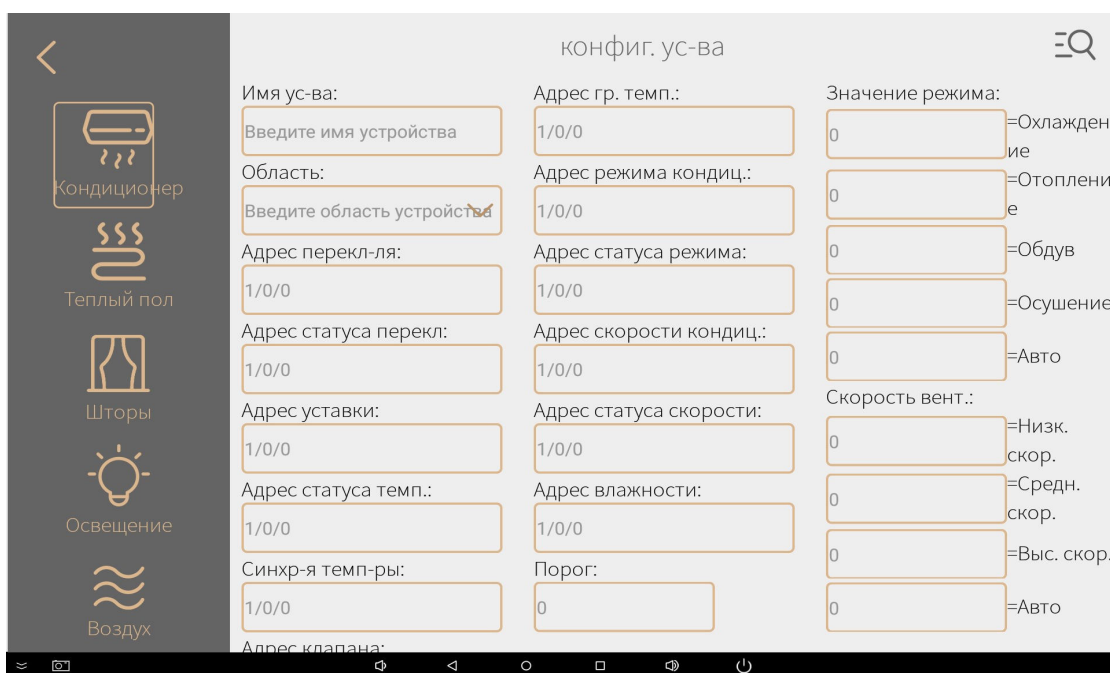 конфиг. ус-ва
Кондиционер
Теплый пол
Шторы
Освещение
Воздух
Имя ус-ва:
Введите имя устройства
Область:
Введите область устройства
Адрес перекл-ля:
1/0/0
Адрес статуса перекл:
1/0/0
Адрес уставки:
1/0/0
Адрес статуса темп.:
1/0/0
Синхр-я темп-ры:
1/0/0
Адрес клапана:
Адрес гр. темп.:
1/0/0
Адрес режима кондиц.:
1/0/0
Адрес статуса режима:
1/0/0
Адрес скорости кондиц.:
1/0/0
Адрес статуса скорости:
1/0/0
Адрес влажности:
1/0/0
Порог:
0
Значение режима:
0 =Охлажден
ие
0 =Отоплени
е
0 =Обдув
0 =Осушение
0 =Авто
Скорость вент.:
0 =Низк.
скор.
0 =Средн.
скор.
0 =Выс. скор.
0 =Авто